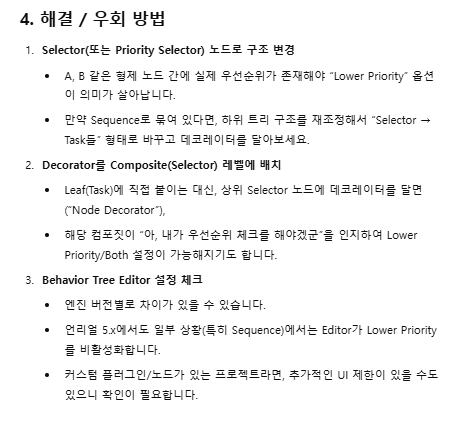 4. 해결 / 우회 방법
1. Selector(또는 Priority Selector) 노드로 구조 변경
• A, B 같은 형제 노드 간에 실제 우선순위가 존재해야 “Lower Priority” 옵션
이 의미가 살아납니다.
• 만약 Sequence로 묶여 있다면, 하위 트리 구조를 재조정해서 “Selector →
Task들” 형태로 바꾸고 데코레이터를 달아보세요.
2. Decorator를 Composite(Selector) 레벨에 배치
• Leaf(Task)에 직접 붙이는 대신, 상위 Selector 노드에 데코레이터를 달면
(“Node Decorator”),
• 해당 컴포짓이 “아, 내가 우선순위 체크를 해야겠군”을 인지하여 Lower
Priority/Both 설정이 가능해지기도 합니다.
3. Behavior Tree Editor 설정 체크
• 엔진 버전별로 차이가 있을 수 있습니다.
• 언리얼 5.x에서도 일부 상황(특히 Sequence)에서는 Editor가 Lower Priority
를 비활성화합니다.
• 커스텀 플러그인/노드가 있는 프로젝트라면, 추가적인 UI 제한이 있을 수도
있으니 확인이 필요합니다.